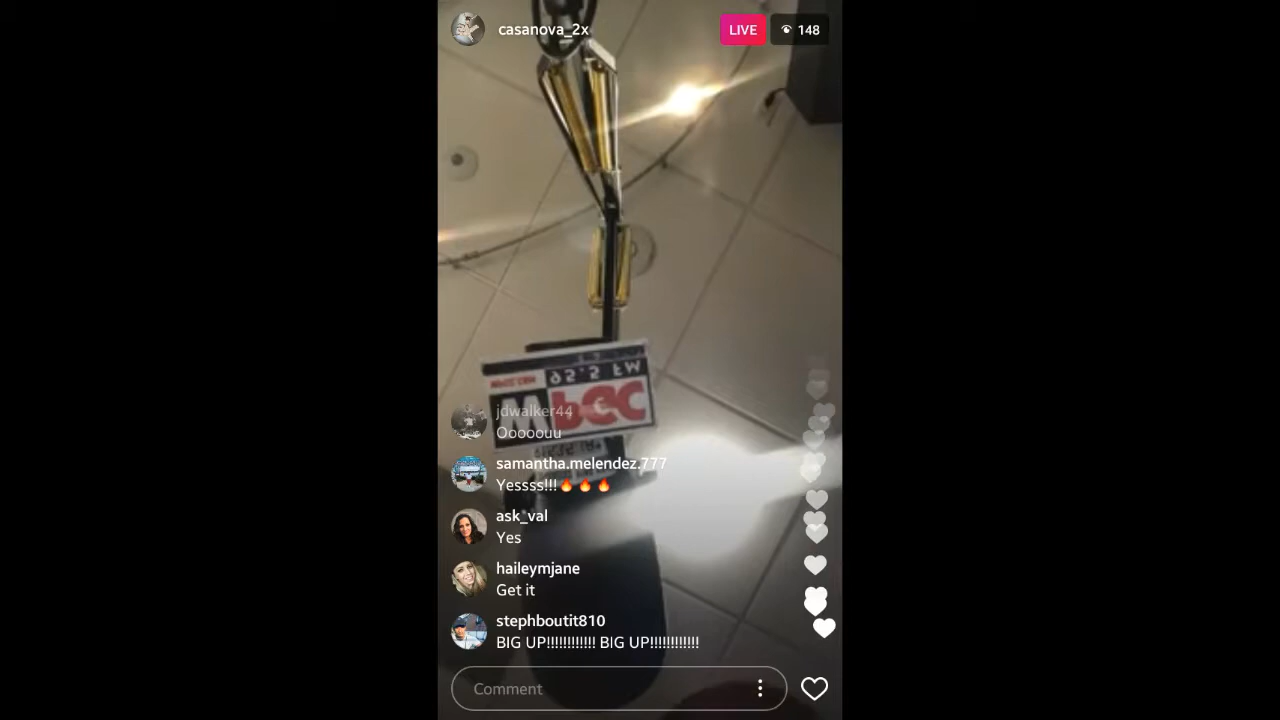 casanova_2x
LIVE
148
jdwalker44
Ooooouu
samantha.melendez.777
Yessss!!!🔥🔥🔥
ask_val
Yes
haileymjane
Get it
stephboutit810
BIG UP!!!!!!!!!!!! BIG UP!!!!!!!!!!!!
Comment